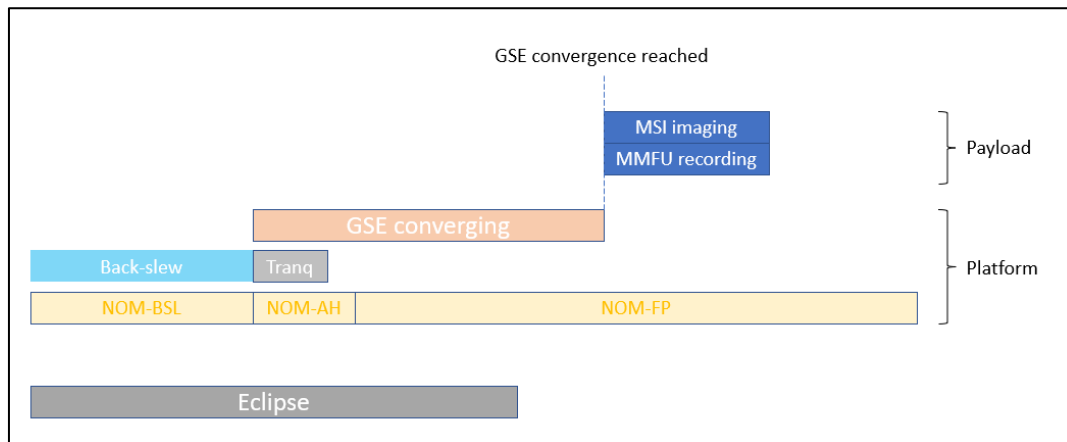 GSE convergence reached
MSI imaging
MMFU recording
Payload
GSE converging
Back-slew
Tranq
Platform
NOM-BSL
NOM-AH
NOM-FP
Eclipse